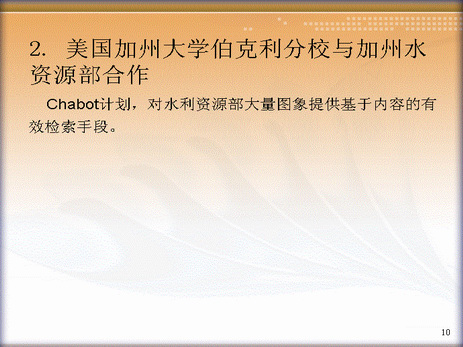 2. 美国加州大学伯克利分校与加州水
资源部合作
Chabot计划，对水利资源部大量图象提供基于内容的有
效检索手段。
10